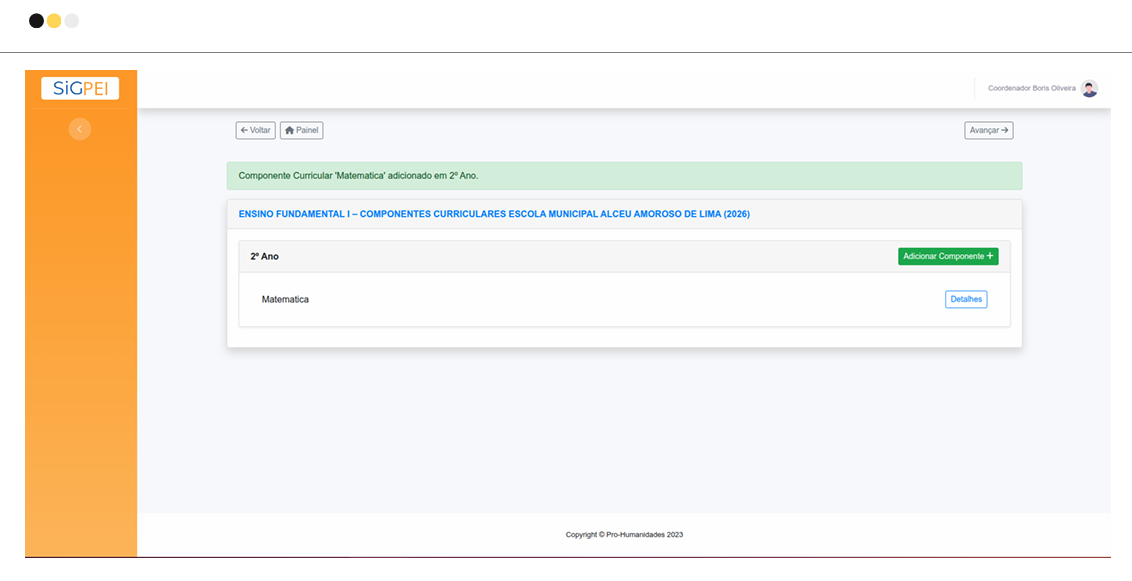 SiGPEI
Coordenador Boris Oliveira
Voltar
Painel
Avançar
Componente Curricular 'Matematica' adicionado em 2º Ano.
ENSINO FUNDAMENTAL I – COMPONENTES CURRICULARES ESCOLA MUNICIPAL ALCEU AMOROSO DE LIMA (2026)
2º Ano
Adicionar Componente +
Matematica
Detalhes
Copyright © Pro-Humanidades 2023